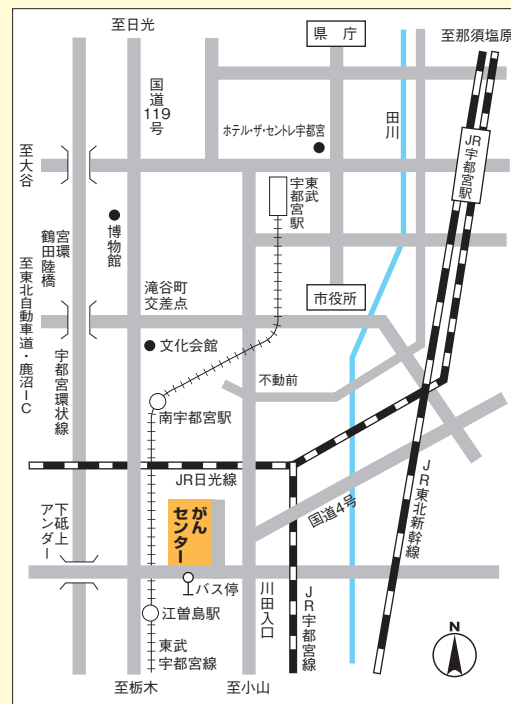 至日光
県 庁
至那須塩原
国道119号
田川
ホテル・ザ・セントレ宇都宮
JR宇都宮駅
至大谷
東武
宇都宮駅
博物館
宮環
鶴田陸橋
滝谷町
交差点
市役所
至東北自動車道・鹿沼IC
文化会館
宇都宮環状線
不動前
南宇都宮駅
JR日光線
下砥上
アンダー
がん
センター
国道4号
JR東北新幹線
バス停
川田入口
JR宇都宮線
江曽島駅
東武
宇都宮線
N
至栃木
至小山